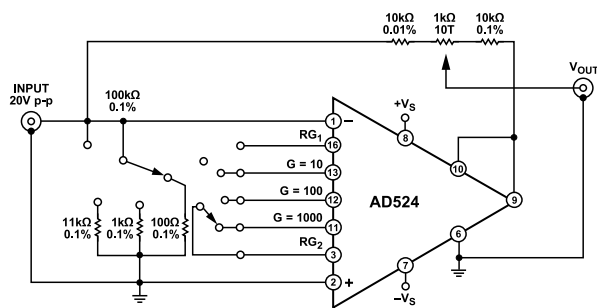 10kΩ
0.01%
1kΩ
10T
10kΩ
0.1%
INPUT
20V p-p
100kΩ
0.1%
VOUT
1
−
+VS
8
RG1
16
10
G = 10
13
G = 100
12
AD524
9
11kΩ
0.1%
1kΩ
0.1%
100Ω
0.1%
G = 1000
11
6
RG2
3
7
2
+
−VS